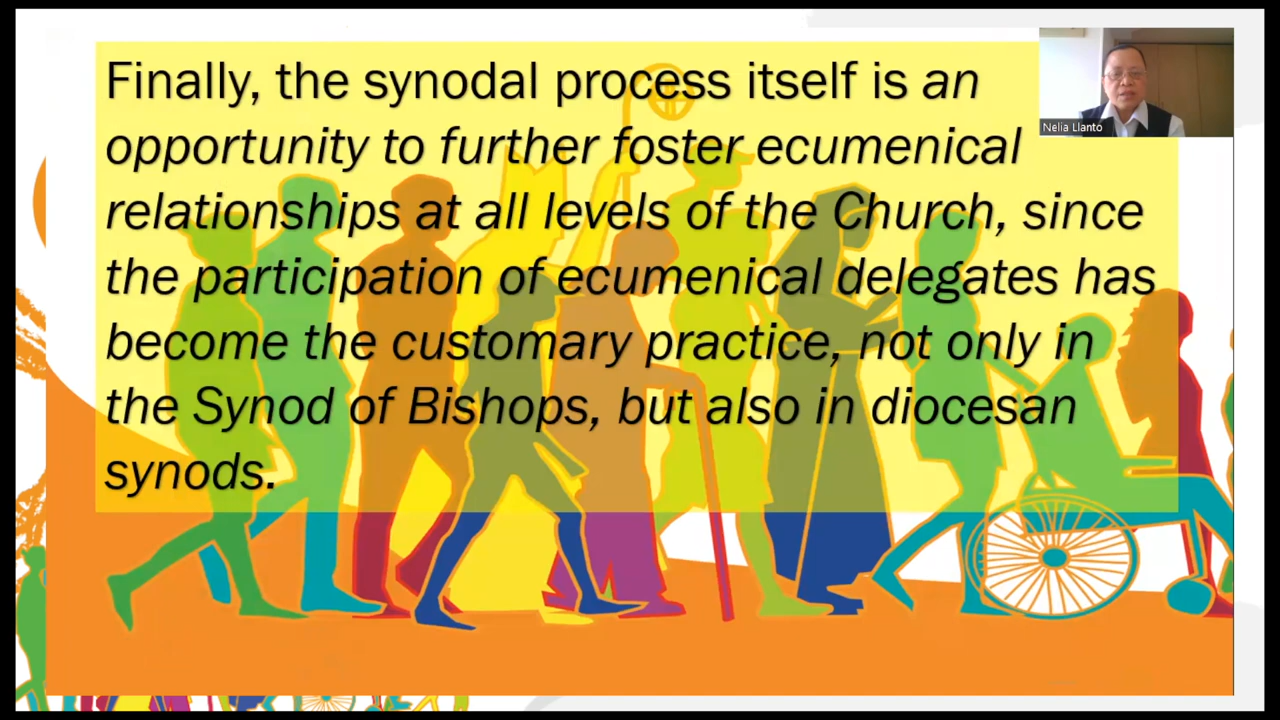 Finally, the synodal process itself is an
opportunity to further foster ecumenical
relationships at all levels of the Church, since
the participation of ecumenical delegates has
become the customary practice, not only in
the Synod of Bishops, but also in diocesan
synods.
Nelia Llanto